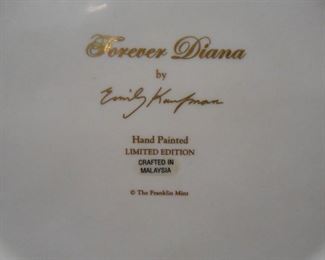 Forever Diana
by
Emily Kaufman
Hand Painted
LIMITED EDITION
CRAFTED IN
MALAYSIA
© The Franklin Mint